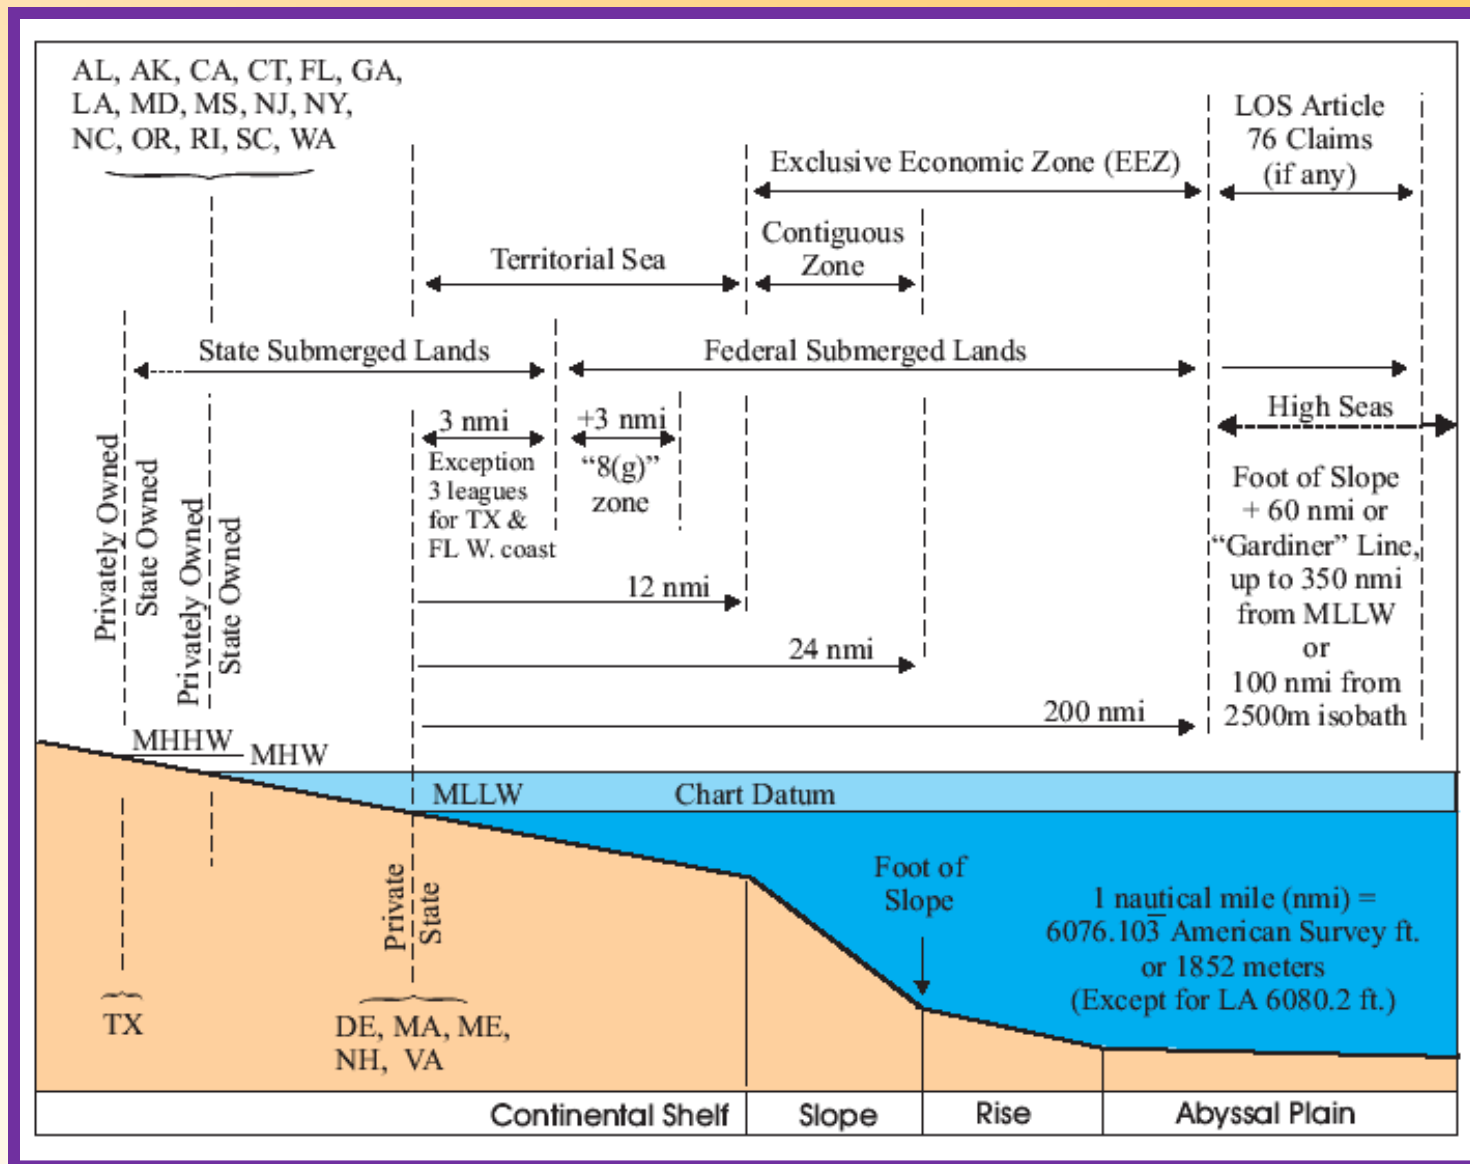 AL, AK, CA, CT, FL, GA,
LA, MD, MS, NJ, NY,
NC, OR, RI, SC, WA
LOS Article
76 Claims
(if any)
Exclusive Economic Zone (EEZ)
Contiguous
Zone
Territorial Sea
State Submerged Lands
Federal Submerged Lands
High Seas
3 nmi
Exception
3 leagues
for TX &
FL W. coast
+3 nmi
“8(g)”
zone
Privately Owned
State Owned
Privately Owned
State Owned
12 nmi
24 nmi
200 nmi
Foot of Slope
+ 60 nmi or
“Gardiner” Line,
up to 350 nmi
from MLLW
or
100 nmi from
2500m isobath
MHHW
MHW
MLLW
Chart Datum
Private
State
Foot of
Slope
1 nautical mile (nmi) =
6076.103̅ American Survey ft.
or 1852 meters
(Except for LA 6080.2 ft.)
TX
DE, MA, ME,
NH, VA
Continental Shelf
Slope
Rise
Abyssal Plain